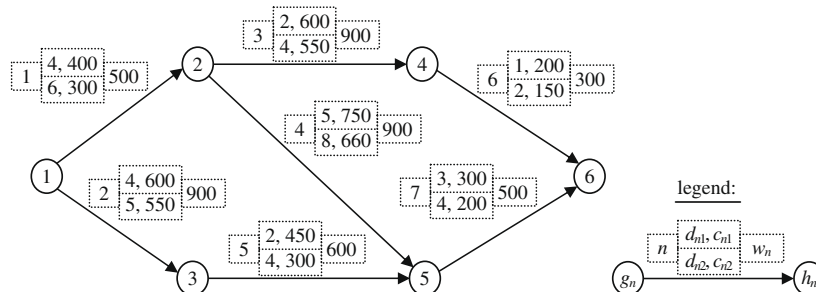 3 2, 600 900
4, 550
1 4, 400 500
6, 300
2
4
6 1, 200 300
2, 150
4 5, 750 900
8, 660
1
2 4, 600 900
5, 550
7 3, 300 500
4, 200
6
legend:
5 2, 450 600
4, 300
3
5
n dn1, cn1 wn
dn2, cn2
gn
hn